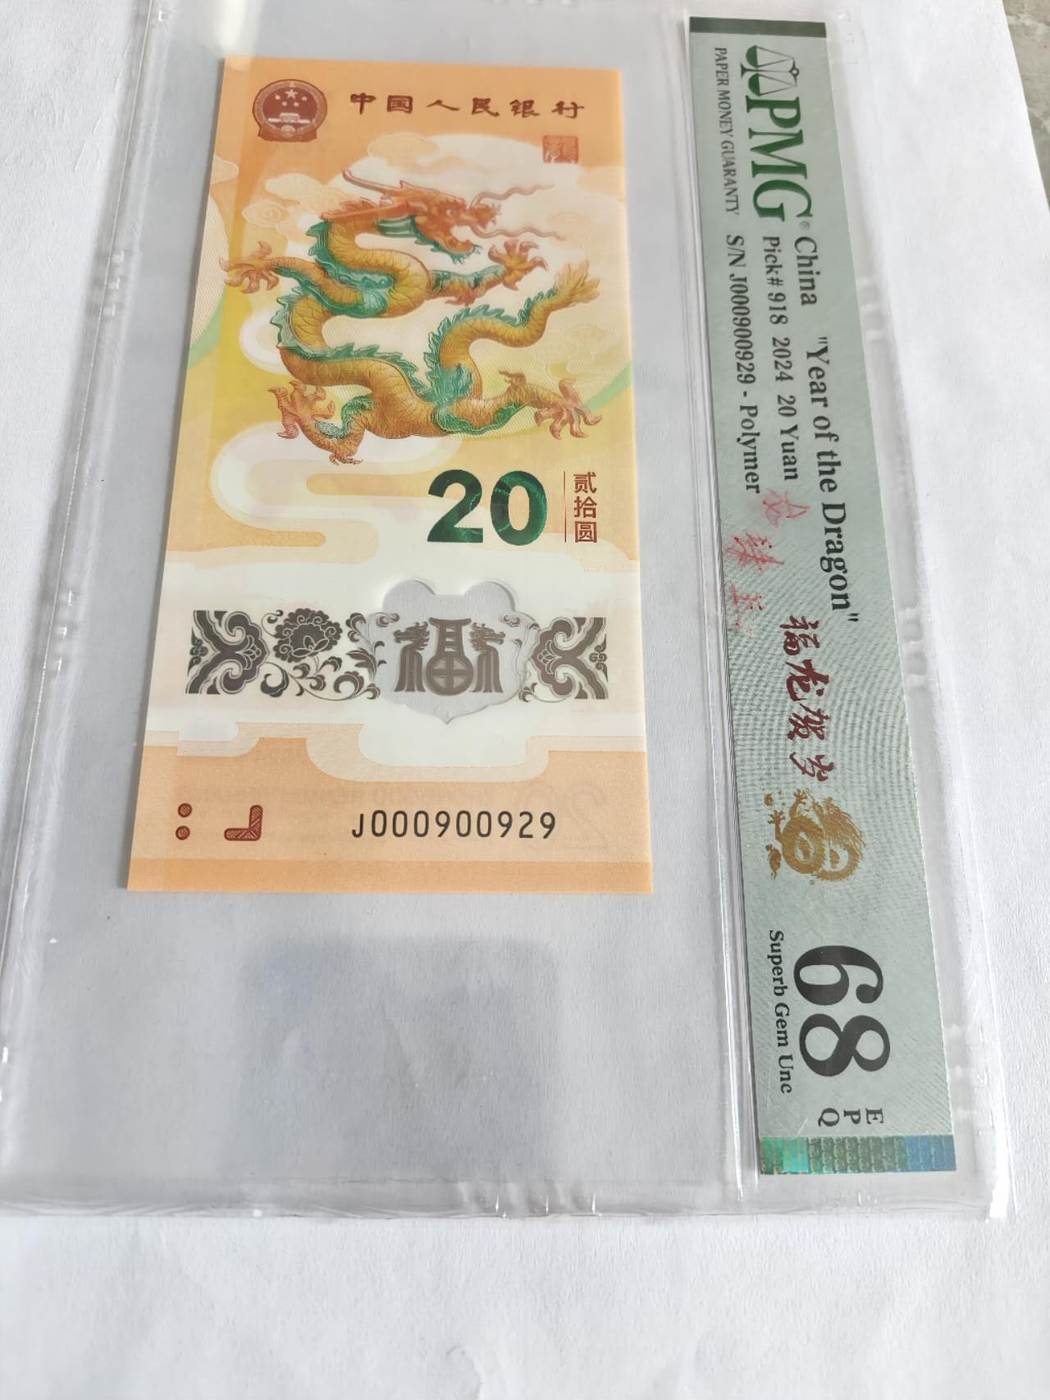 中国人民银行
20
贰拾圆
福
J000900929
PMG
PAPER MONEY GUARANTY
China "Year of the Dragon"
Pick# 918 2024 20 Yuan
S/N J000900929 - Polymer
福龙贺岁
68
Superb Gem Unc
E
P
Q